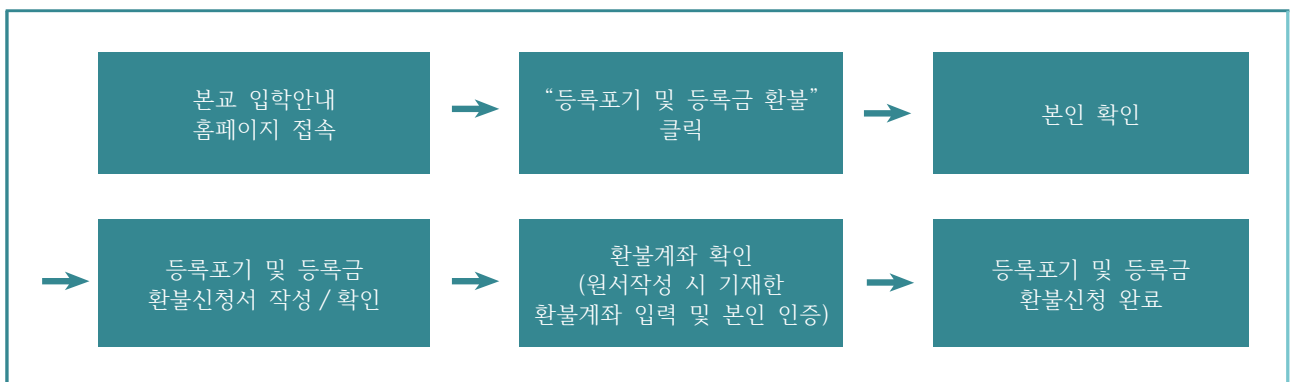 본교 입학안내
홈페이지 접속
“등록포기 및 등록금 환불”
클릭
본인 확인
등록포기 및 등록금
환불신청서 작성 / 확인
환불계좌 확인
(원서작성 시 기재한
환불계좌 입력 및 본인 인증)
등록포기 및 등록금
환불신청 완료